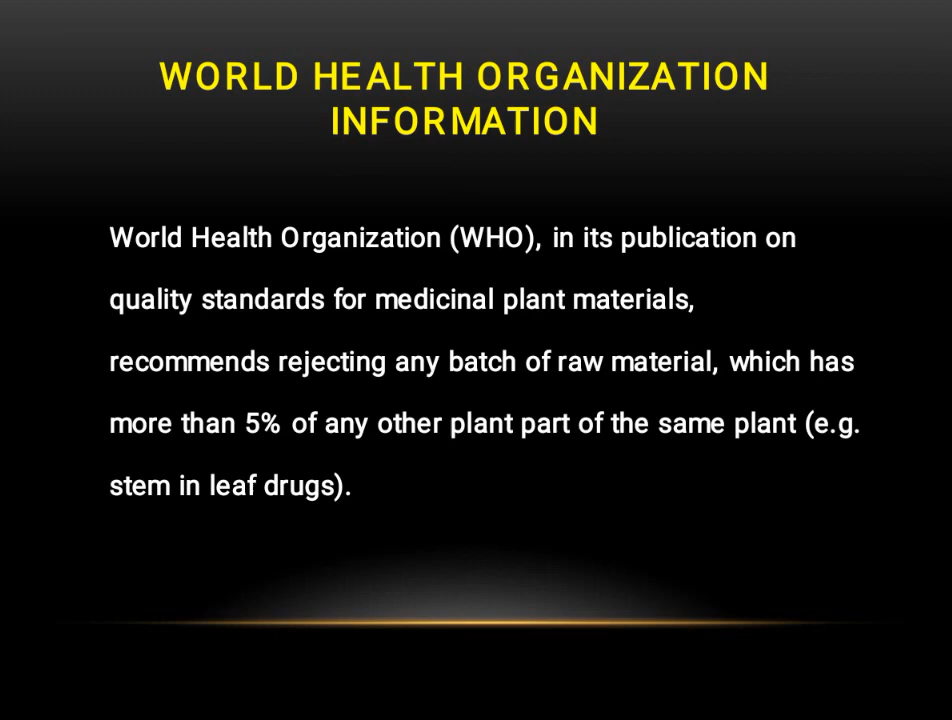 WORLD HEALTH ORGANIZATION
INFORMATION
World Health Organization (WHO), in its publication on
quality standards for medicinal plant materials,
recommends rejecting any batch of raw material, which has
more than 5% of any other plant part of the same plant (e.g.
stem in leaf drugs).